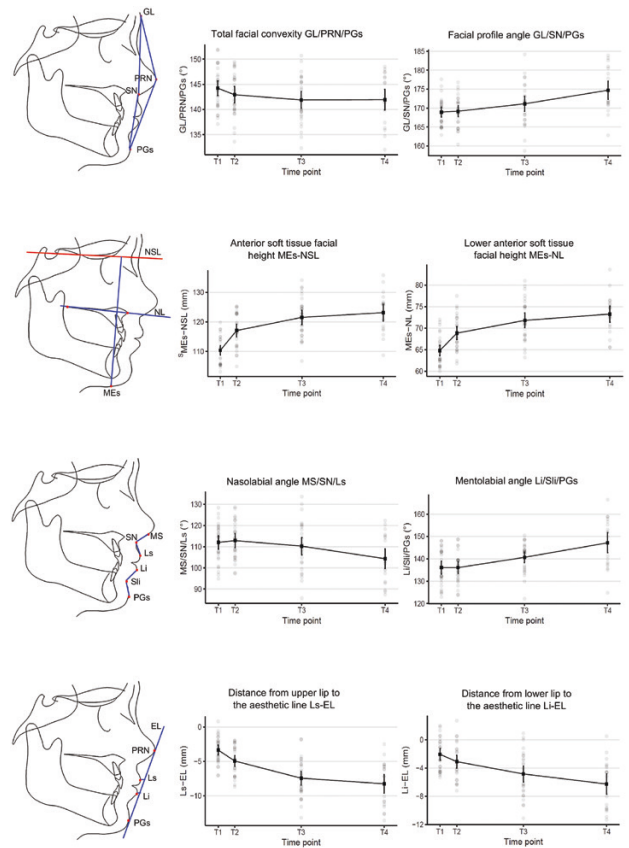 GL
PRN
SN
PGs
Total facial convexity GL/PRN/PGs
GL/PRN/PGs (°)
150
145
140
135
T1 T2 T3 T4
Time point
Facial profile angle GL/SN/PGs
GL/SN/PGs (°)
185
180
175
170
165
160
T1 T2 T3 T4
Time point
NSL
NL
MEs
Anterior soft tissue facial
height MEs-NSL
sMEs−NSL (mm)
130
120
110
T1 T2 T3 T4
Time point
Lower anterior soft tissue
facial height MEs-NL
MEs−NL (mm)
80
75
70
65
60
T1 T2 T3 T4
Time point
SN
MS
Ls
Li
Sli
PGs
Nasolabial angle MS/SN/Ls
MS/SN/Ls (°)
130
120
110
100
90
T1 T2 T3 T4
Time point
Mentolabial angle Li/Sli/PGs
Li/Sli/PGs (°)
160
150
140
130
120
T1 T2 T3 T4
Time point
EL
PRN
Ls
Li
PGs
Distance from upper lip to
the aesthetic line Ls-EL
Ls−EL (mm)
0
−5
−10
T1 T2 T3 T4
Time point
Distance from lower lip to
the aesthetic line Li-EL
Li−EL (mm)
0
−4
−8
−12
T1 T2 T3 T4
Time point